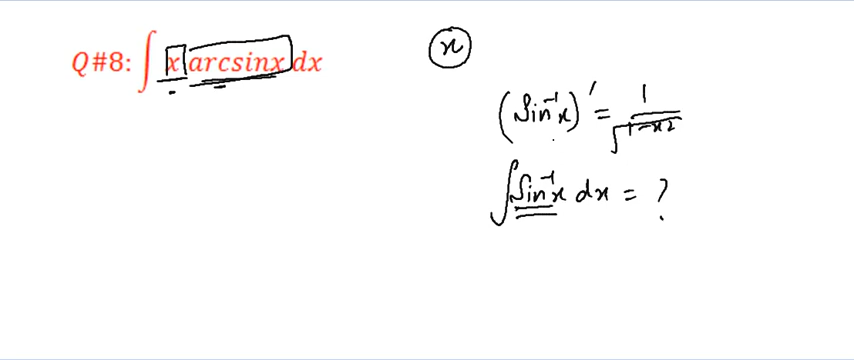 Q#8: ∫ x arcsinx dx
x
(Sin⁻¹x)′ = 1/√(1-x²)
∫ Sin⁻¹x dx = ?